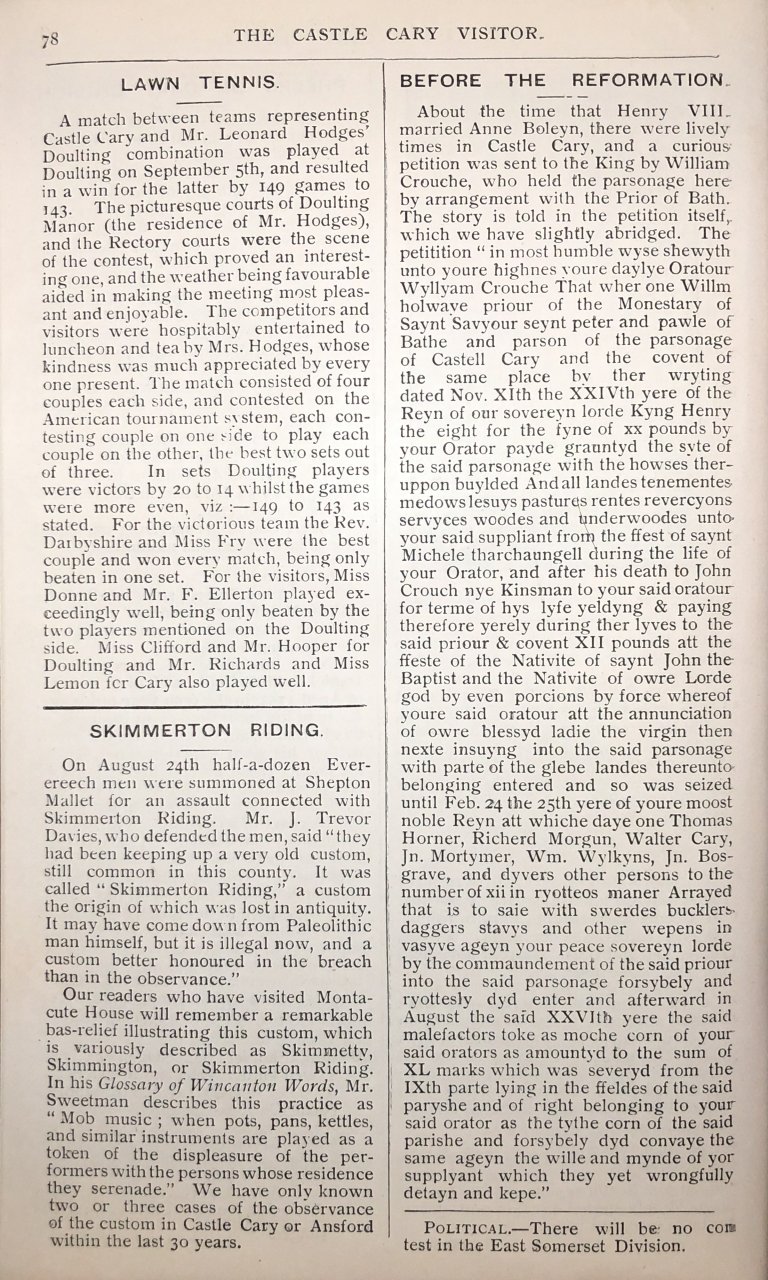 78
THE CASTLE CARY VISITOR.
LAWN TENNIS.
A match between teams representing
Castle Cary and Mr. Leonard Hodges'
Doulting combination was played at
Doulting on September 5th, and resulted
in a win for the latter by 149 games to
143. The picturesque courts of Doulting
Manor (the residence of Mr. Hodges),
and the Rectory courts were the scene
of the contest, which proved an interest-
ing one, and the weather being favourable
aided in making the meeting most pleas-
ant and enjoyable. The competitors and
visitors were hospitably entertained to
luncheon and tea by Mrs. Hodges, whose
kindness was much appreciated by every
one present. The match consisted of four
couples each side, and contested on the
American tournament system, each con-
testing couple on one side to play each
couple on the other, the best two sets out
of three. In sets Doulting players
were victors by 20 to 14 whilst the games
were more even, viz :—149 to 143 as
stated. For the victorious team the Rev.
Darbyshire and Miss Fry were the best
couple and won every match, being only
beaten in one set. For the visitors, Miss
Donne and Mr. F. Ellerton played ex-
ceedingly well, being only beaten by the
two players mentioned on the Doulting
side. Miss Clifford and Mr. Hooper for
Doulting and Mr. Richards and Miss
Lemon for Cary also played well.
SKIMMERTON RIDING.
On August 24th half-a-dozen Ever-
ereech men were summoned at Shepton
Mallet for an assault connected with
Skimmerton Riding. Mr. J. Trevor
Davies, who defended the men, said "they
had been keeping up a very old custom,
still common in this county. It was
called "Skimmerton Riding," a custom
the origin of which was lost in antiquity.
It may have come down from Paleolithic
man himself, but it is illegal now, and a
custom better honoured in the breach
than in the observance."
Our readers who have visited Monta-
cute House will remember a remarkable
bas-relief illustrating this custom, which
is variously described as Skimmetty,
Skimmington, or Skimmerton Riding.
In his Glossary of Wincanton Words, Mr.
Sweetman describes this practice as
"Mob music ; when pots, pans, kettles,
and similar instruments are played as a
token of the displeasure of the per-
formers with the persons whose residence
they serenade." We have only known
two or three cases of the observance
of the custom in Castle Cary or Ansford
within the last 30 years.
BEFORE THE REFORMATION.
About the time that Henry VIII.
married Anne Boleyn, there were lively
times in Castle Cary, and a curious
petition was sent to the King by William
Crouche, who held the parsonage here
by arrangement with the Prior of Bath.
The story is told in the petition itself,
which we have slightly abridged. The
petitition "in most humble wyse shewyth
unto youre highnes youre daylye Oratour
Wyllyam Crouche That wher one Willm
holwaye priour of the Monestary of
Saynt Savyour seynt peter and pawle of
Bathe and parson of the parsonage
of Castell Cary and the covent of
the same place by ther wryting
dated Nov. XIth the XXIVth yere of the
Reyn of our sovereyn lorde Kyng Henry
the eight for the fyne of xx pounds by
your Orator payde grauntyd the syte of
the said parsonage with the howses ther-
uppon buylded And all landes tenementes
medows lesuys pastures rentes revercyons
servyces woodes and underwoodes unto
your said suppliant from the ffest of saynt
Michele tharchaungell during the life of
your Orator, and after his death to John
Crouch nye Kinsman to your said oratour
for terme of hys lyfe yeldyng & paying
therefore yerely during ther lyves to the
said priour & covent XII pounds att the
ffeste of the Nativite of saynt John the
Baptist and the Nativite of owre Lorde
god by even porcions by force whereof
youre said oratour att the annunciation
of owre blessyd ladie the virgin then
nexte insuyng into the said parsonage
with parte of the glebe landes thereunto
belonging entered and so was seized
until Feb. 24 the 25th yere of youre moost
noble Reyn att whiche daye one Thomas
Horner, Richerd Morgun, Walter Cary,
Jn. Mortymer, Wm. Wylkyns, Jn. Bos-
grave, and dyvers other persons to the
number of xii in ryotteos maner Arrayed
that is to saie with swerdes bucklers
daggers stavys and other wepens in
vasyve ageyn your peace sovereyn lorde
by the commaundement of the said priour
into the said parsonage forsybely and
ryottesly dyd enter and afterward in
August the said XXVIth yere the said
malefactors toke as moche corn of your
said orators as amountyd to the sum of
XL marks which was severyd from the
IXth parte lying in the ffeldes of the said
paryshe and of right belonging to your
said orator as the tythe corn of the said
parishe and forsybely dyd convaye the
same ageyn the wille and mynde of yor
supplyant which they yet wrongfully
detayn and kepe."
POLITICAL.—There will be no con
test in the East Somerset Division.